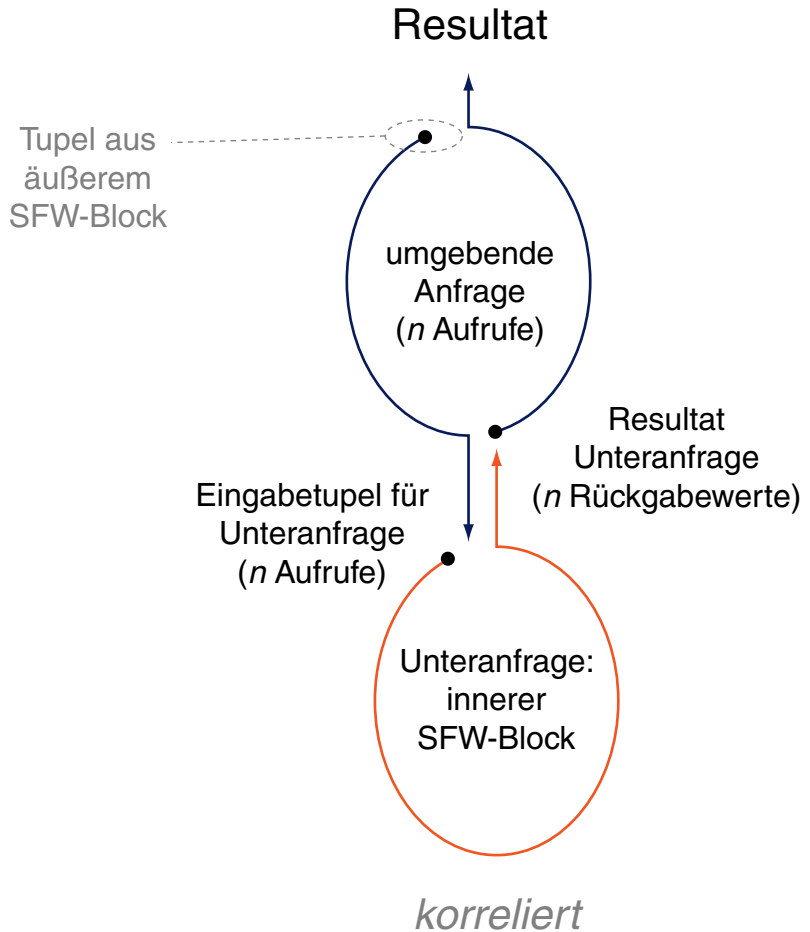 Resultat
Tupel aus
äußerem
SFW-Block
umgebende
Anfrage
(n Aufrufe)
Resultat
Unteranfrage
(n Rückgabewerte)
Eingabetupel für
Unteranfrage
(n Aufrufe)
Unteranfrage:
innerer
SFW-Block
korreliert